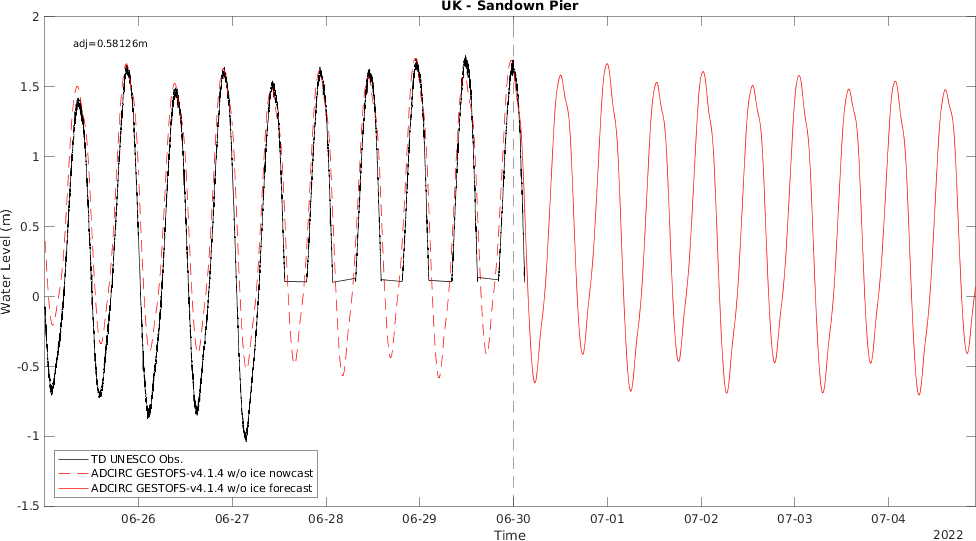 UK - Sandown Pier
adj=0.58126m
2
1.5
1
0.5
0
-0.5
-1
-1.5
Water Level (m)
TD UNESCO Obs.
ADCIRC GESTOFS-v4.1.4 w/o ice nowcast
ADCIRC GESTOFS-v4.1.4 w/o ice forecast
06-26 06-27 06-28 06-29 06-30 07-01 07-02 07-03 07-04
Time
2022